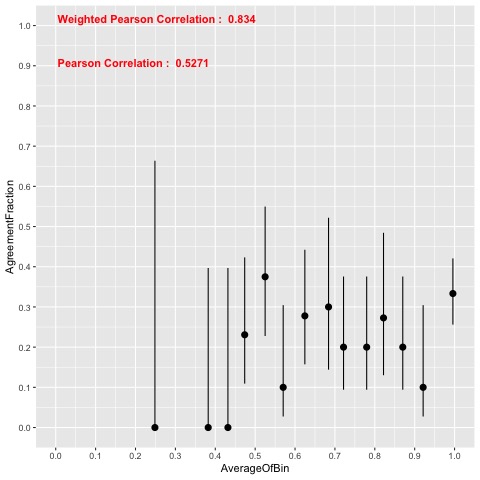 Weighted Pearson Correlation : 0.834
Pearson Correlation : 0.5271
1.0
0.9
0.8
0.7
0.6
0.5
0.4
0.3
0.2
0.1
0.0
AgreementFraction
0.0 0.1 0.2 0.3 0.4 0.5 0.6 0.7 0.8 0.9 1.0
AverageOfBin